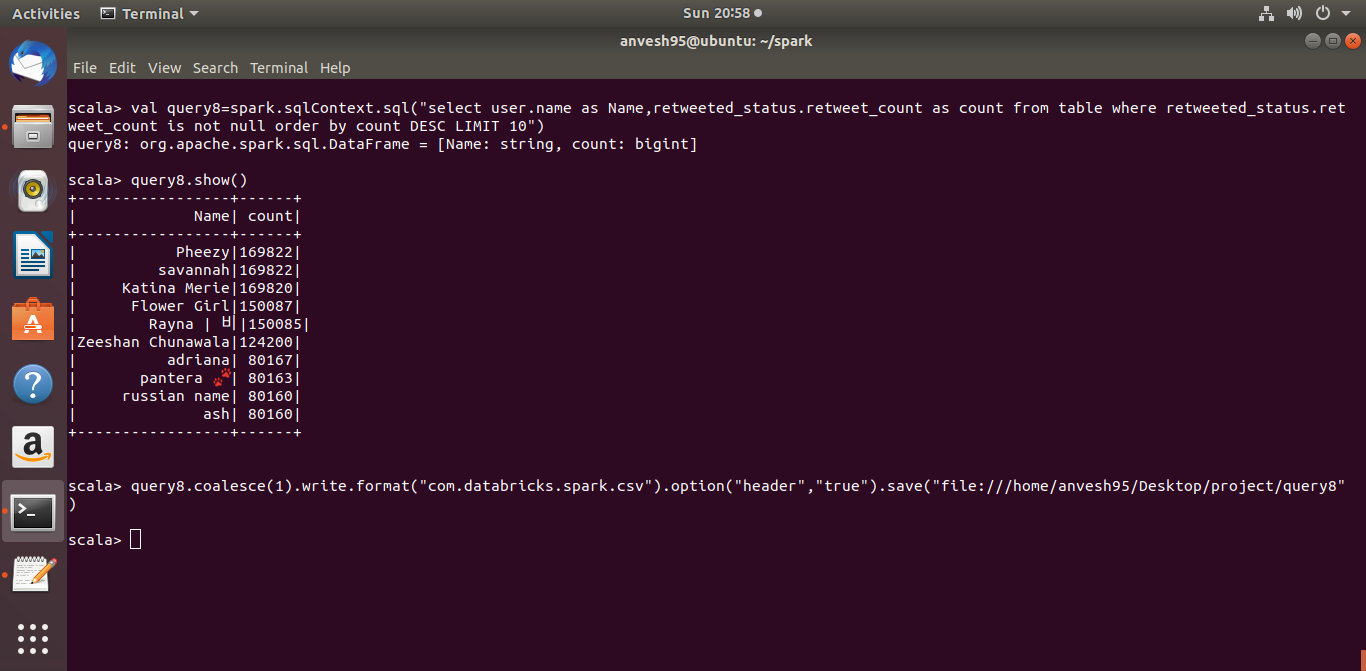 Activities Terminal Sun 20:58
anvesh95@ubuntu: ~/spark
File Edit View Search Terminal Help
scala> val query8=spark.sqlContext.sql("select user.name as Name,retweeted_status.retweet_count as count from table where retweeted_status.ret
weet_count is not null order by count DESC LIMIT 10")
query8: org.apache.spark.sql.DataFrame = [Name: string, count: bigint]
scala> query8.show()
+-----------------+------+
|             Name| count|
+-----------------+------+
|           Pheezy|169822|
|         savannah|169822|
|     Katina Merie|169820|
|      Flower Girl|150087|
|        Rayna | 비||150085|
|Zeeshan Chunawala|124200|
|          adriana| 80167|
|       pantera 🐾| 80163|
|     russian name| 80160|
|              ash| 80160|
+-----------------+------+
scala> query8.coalesce(1).write.format("com.databricks.spark.csv").option("header","true").save("file:///home/anvesh95/Desktop/project/query8"
)
scala>